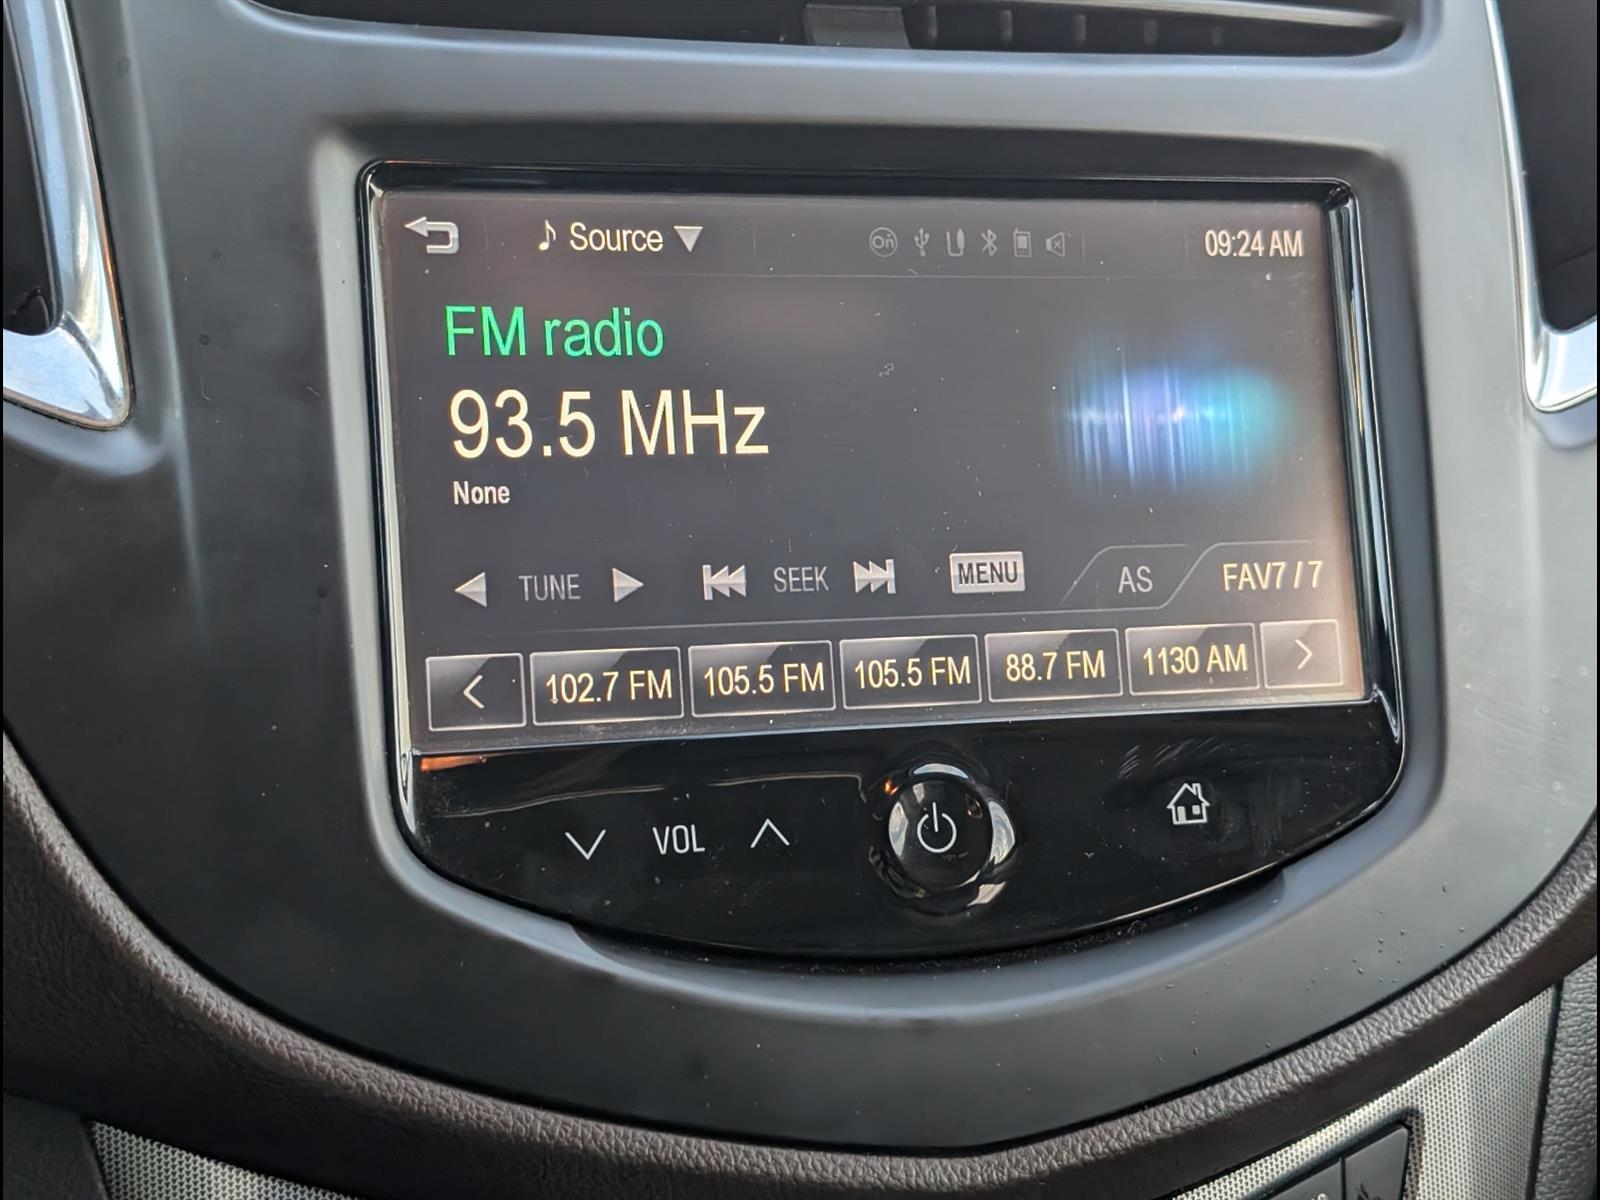 Source 09:24 AM
On
FM radio
93.5 MHz
None
TUNE SEEK MENU AS FAV7 / 7
102.7 FM 105.5 FM 105.5 FM 88.7 FM 1130 AM
VOL